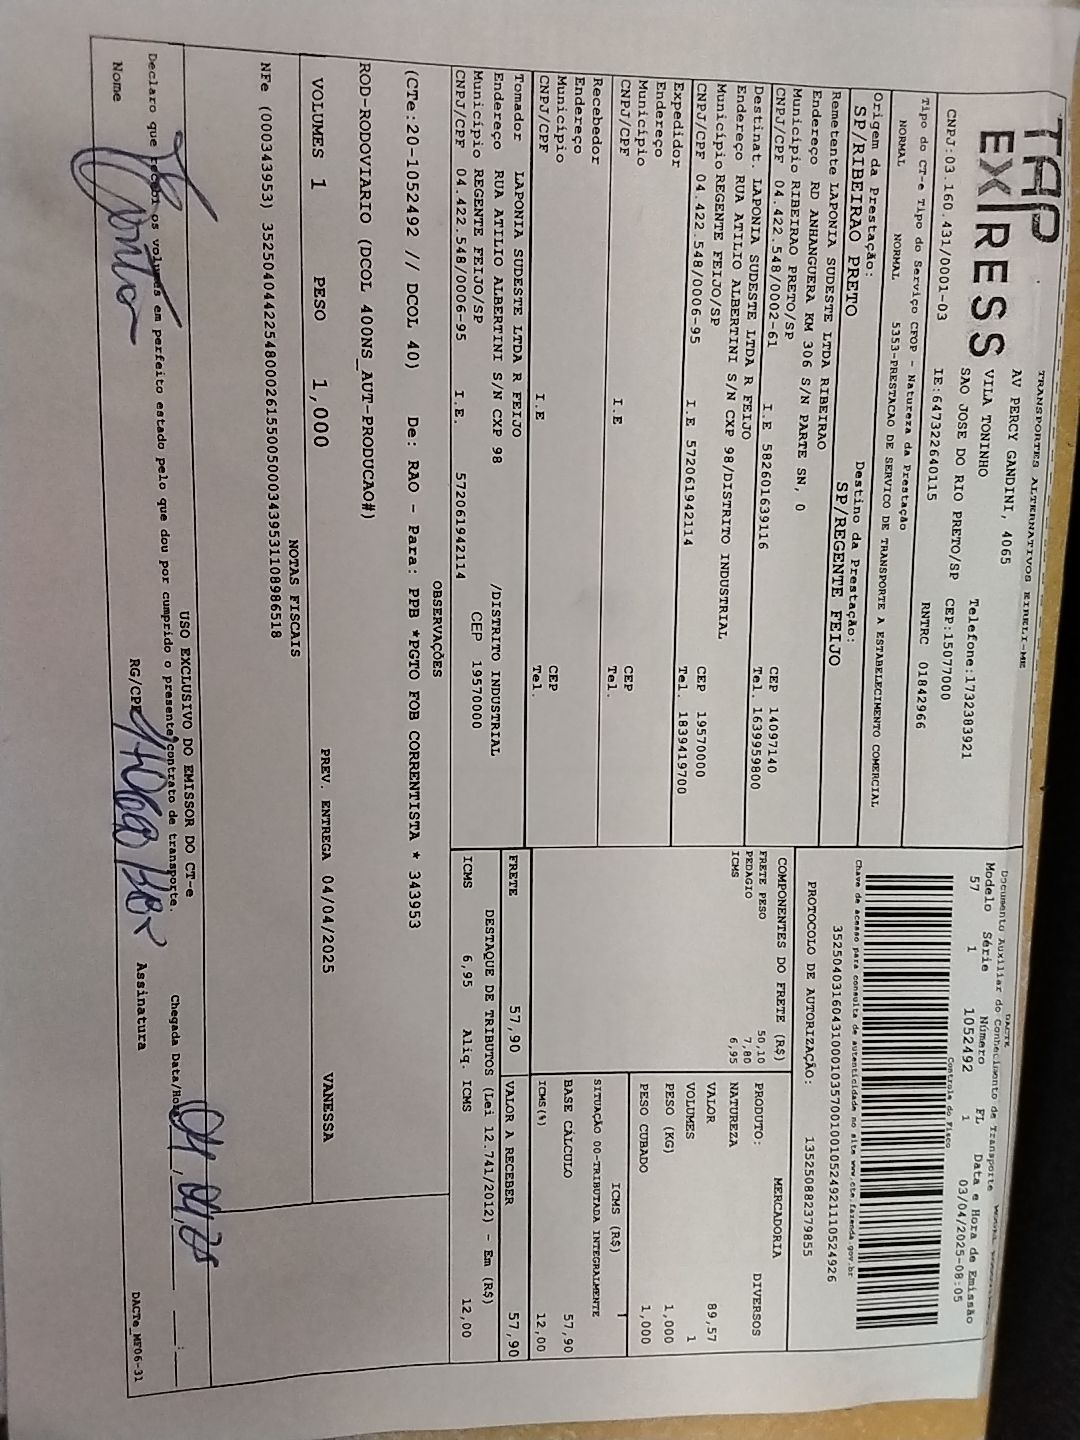 TAP EXPRESS
TRANSPORTES ALTERNATIVOS EIRELI-ME
AV PERCY GANDINI, 4065
VILA TONINHO Telefone:1732383921
SAO JOSE DO RIO PRETO/SP CEP:15077000
CNPJ:03.160.431/0001-03 IE:647322640115 RNTRC 01842966
DACTE
Documento Auxiliar do Conhecimento de Transporte
Modelo Série Número FL Data e Hora de Emissão
57 1 1052492 1 03/04/2025-08:05
Controle do Fisco
Chave de acesso para consulta de autenticidade no site www.cte.fazenda.gov.br
35250403160431000103570010010524921110524926
PROTOCOLO DE AUTORIZAÇÃO: 135250882379855
Tipo do CT-e Tipo do Serviço CFOP - Natureza da Prestação
NORMAL NORMAL 5353-PRESTACAO DE SERVICO DE TRANSPORTE A ESTABELECIMENTO COMERCIAL
Origem da Prestação: Destino da Prestação:
SP/RIBEIRAO PRETO SP/REGENTE FEIJO
Remetente LAPONIA SUDESTE LTDA RIBEIRAO
Endereço RD ANHANGUERA KM 306 S/N PARTE SN, 0
Município RIBEIRAO PRETO/SP CEP 14097140
CNPJ/CPF 04.422.548/0002-61 I.E 582601639116 Tel. 1639959800
Destinat. LAPONIA SUDESTE LTDA R FEIJO
Endereço RUA ATILIO ALBERTINI S/N CXP 98/DISTRITO INDUSTRIAL
Município REGENTE FEIJO/SP CEP 19570000
CNPJ/CPF 04.422.548/0006-95 I.E 572061942114 Tel. 1839419700
Expedidor
Endereço
Município CEP
CNPJ/CPF I.E Tel.
Recebedor
Endereço
Município CEP
CNPJ/CPF I.E Tel.
Tomador LAPONIA SUDESTE LTDA R FEIJO
Endereço RUA ATILIO ALBERTINI S/N CXP 98 /DISTRITO INDUSTRIAL
Município REGENTE FEIJO/SP CEP 19570000
CNPJ/CPF 04.422.548/0006-95 I.E. 572061942114
COMPONENTES DO FRETE (R$)
FRETE PESO 50,10
PEDAGIO 7,80
ICMS 6,95
MERCADORIA
PRODUTO: DIVERSOS
NATUREZA
VALOR 89,57
VOLUMES 1
PESO (KG) 1,000
PESO CUBADO 1,000
ICMS (R$)
SITUAÇÃO 00-TRIBUTADA INTEGRALMENTE
BASE CÁLCULO 57,90
ICMS(%) 12,00
FRETE 57,90 VALOR A RECEBER 57,90
DESTAQUE DE TRIBUTOS (Lei 12.741/2012) - Em (R$)
ICMS 6,95 Aliq. ICMS 12,00
OBSERVAÇÕES
(CTe:20-1052492 // DCOL 40) De: RAO - Para: PPB *PGTO FOB CORRENTISTA * 343953
ROD-RODOVIARIO (DCOL 400NS_AUT-PRODUCAO#)
VOLUMES 1 PESO 1,000 PREV. ENTREGA 04/04/2025 VANESSA
NOTAS FISCAIS
NFe (000343953) 35250404422548000261550050003439531108986518
USO EXCLUSIVO DO EMISSOR DO CT-e
Declaro que recebi os volumes em perfeito estado pelo que dou por cumprido o presente contrato de transporte.
Chegada Data/Hora
Nome RG/CPF Assinatura
DACTe_MF06-31